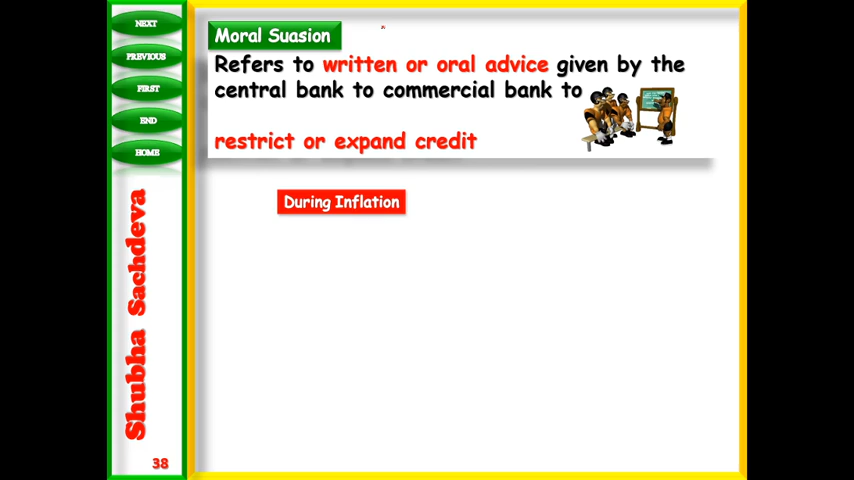 NEXT
PREVIOUS
FIRST
END
HOME
Shubha Sachdeva
38
Moral Suasion
Refers to written or oral advice given by the
central bank to commercial bank to
restrict or expand credit
During Inflation